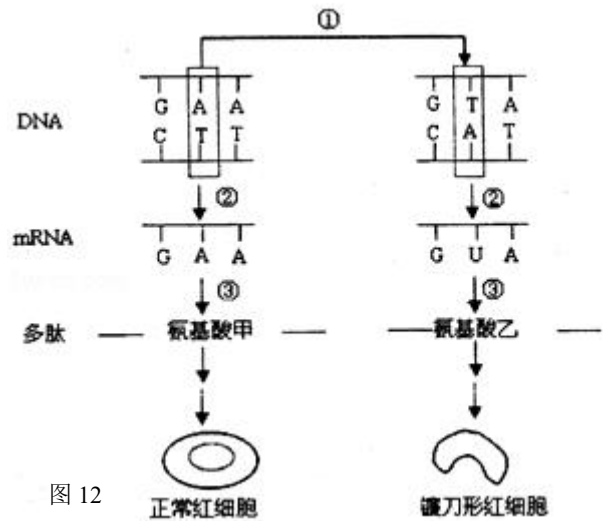 ①
G A A
G T A
DNA
C T T
C A T
② ②
mRNA
G A A
G U A
③ ③
多肽 氨基酸甲 氨基酸乙
图 12
正常红细胞 镰刀形红细胞